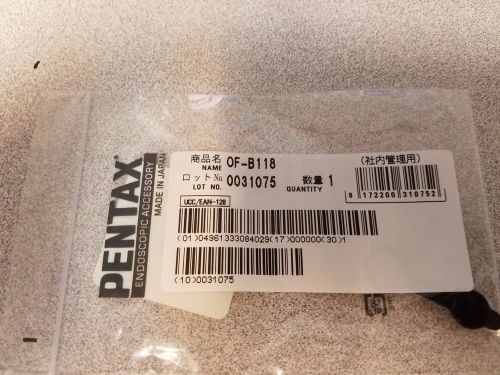 PENTAX®
ENDOSCOPIC ACCESSORY
MADE IN JAPAN
商品名 OF-B118
NAME
ロット No. 0031075 数量 1
LOT NO. QUANTITY
(社内管理用)
8 172200 310752
UCC/EAN-128
(01)04961333084029(17)000000(30)1
(10)0031075